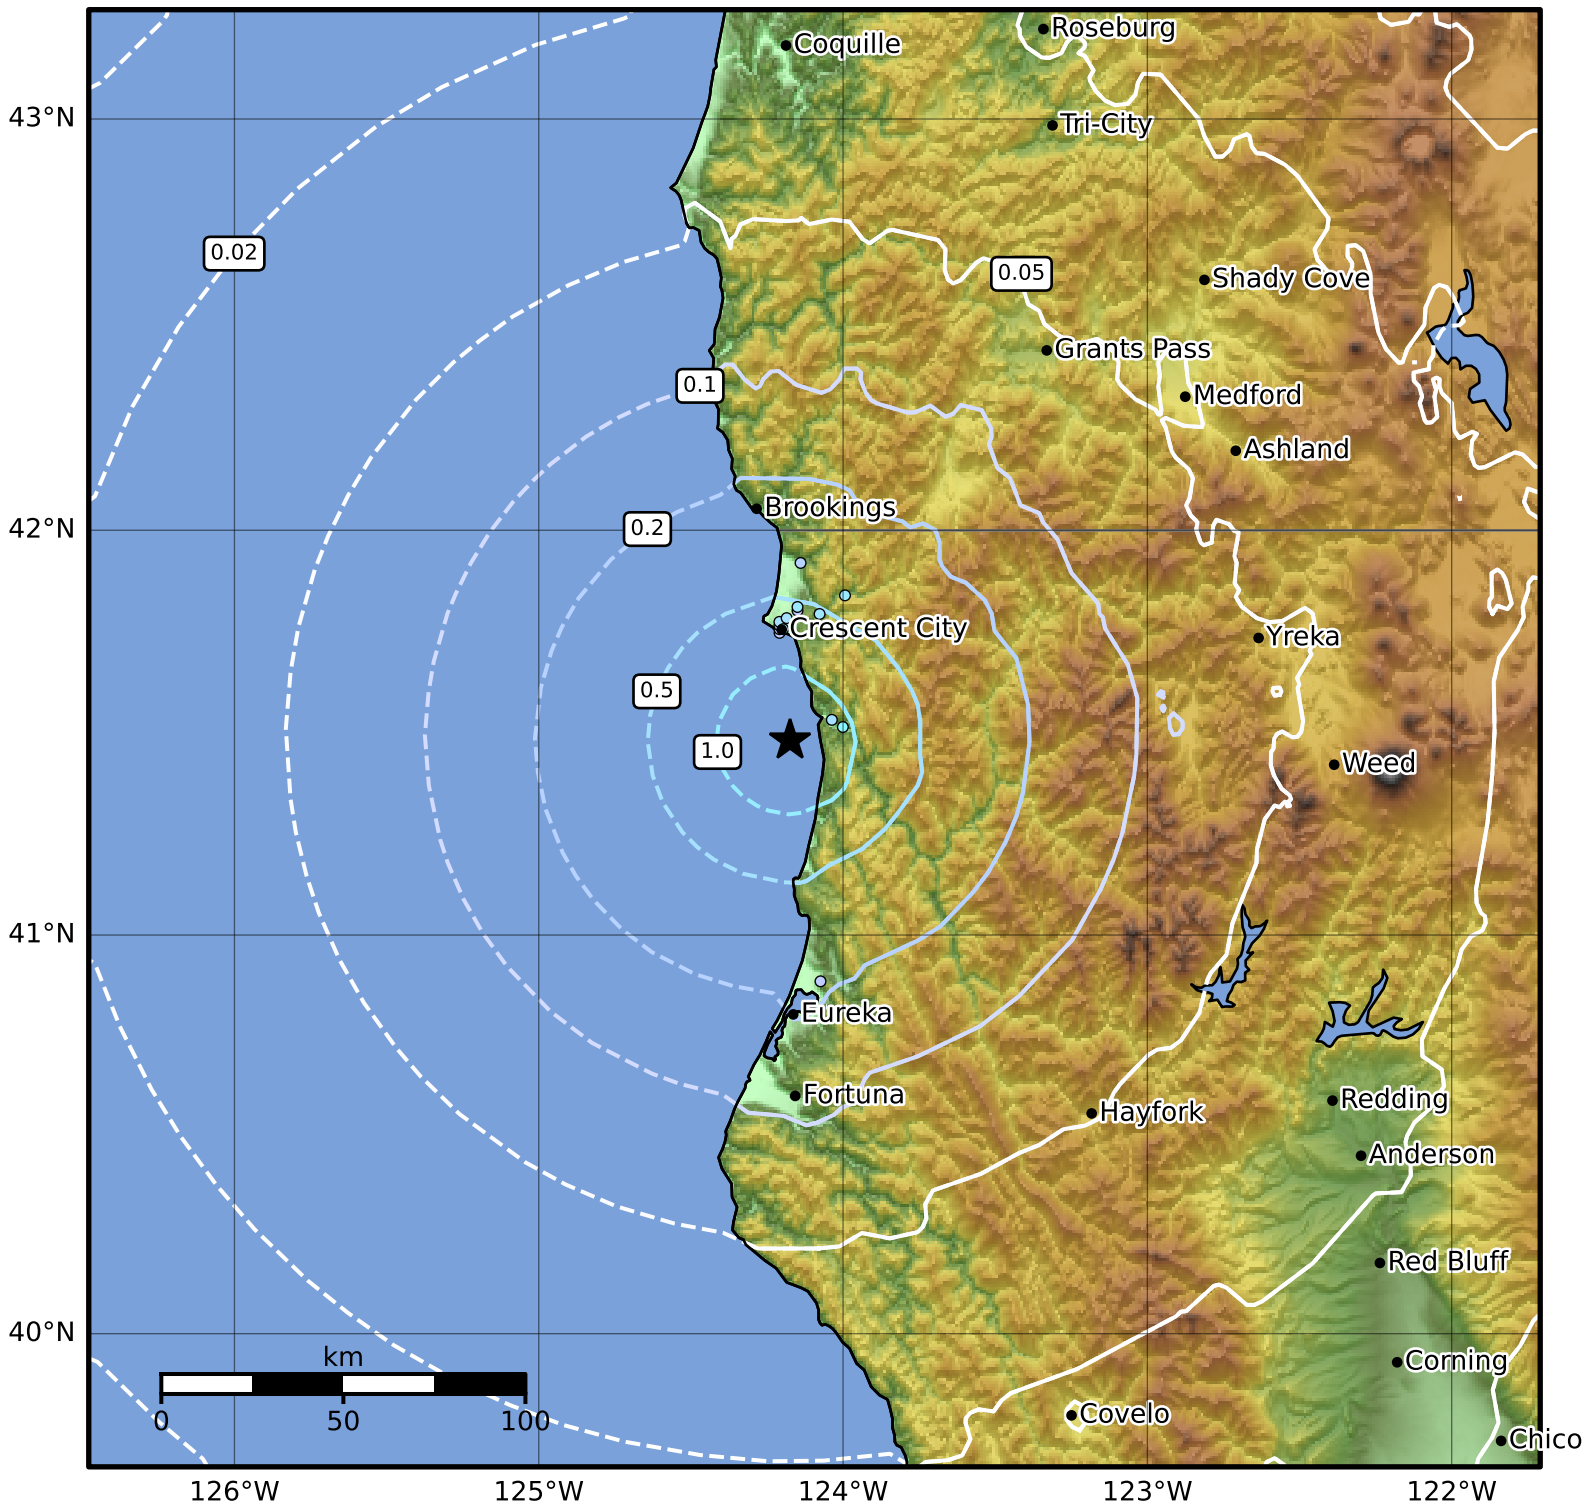 Roseburg
Coquille
43°N
Tri-City
0.02
0.05
Shady Cove
Grants Pass
0.1
Medford
Ashland
Brookings
0.2
42°N
Crescent City
Yreka
0.5
1.0
Weed
41°N
Eureka
Fortuna
Redding
Hayfork
Anderson
Red Bluff
40°N
km
Corning
0 50 100
Covelo
Chico
126°W 125°W 124°W 123°W 122°W